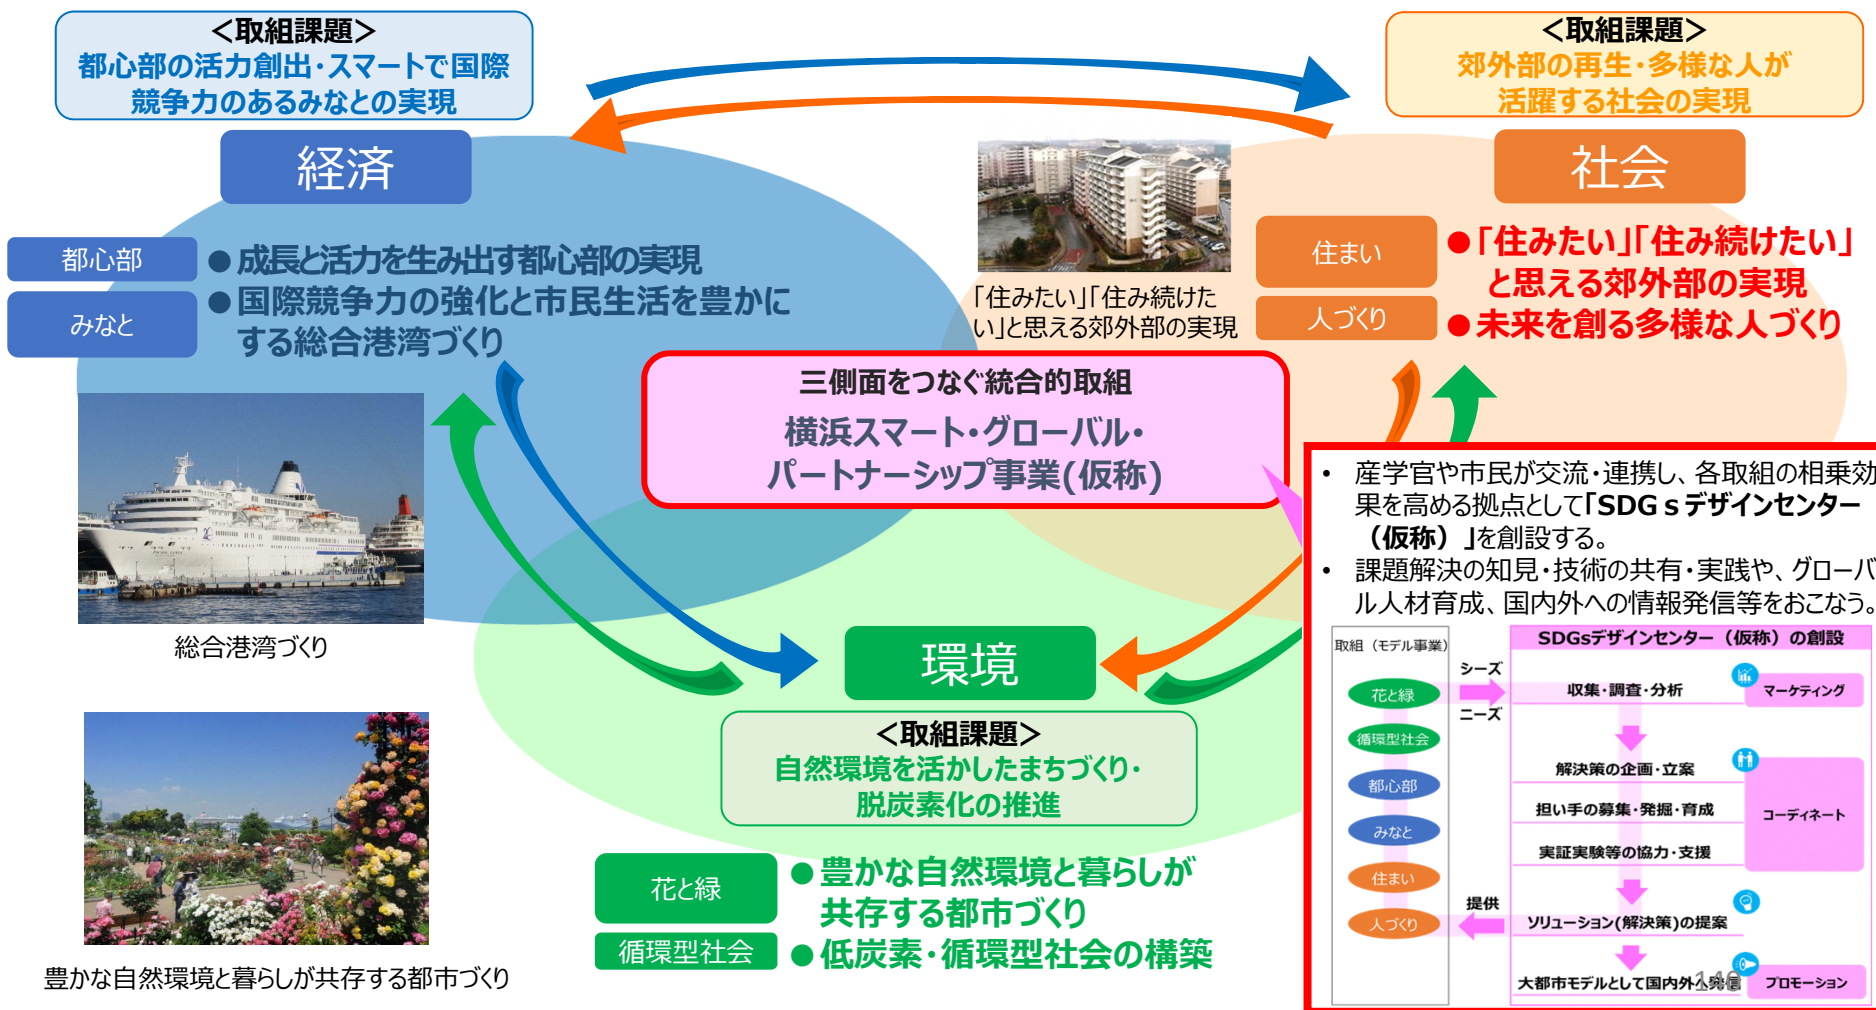 ＜取組課題＞
都心部の活力創出・スマートで国際
競争力のあるみなとの実現
＜取組課題＞
郊外部の再生・多様な人が
活躍する社会の実現
経済
社会
都心部
●成長と活力を生み出す都心部の実現
みなと
●国際競争力の強化と市民生活を豊かに
する総合港湾づくり
「住みたい」「住み続けた
い」と思える郊外部の実現
住まい
●「住みたい」「住み続けたい」
と思える郊外部の実現
人づくり
●未来を創る多様な人づくり
三側面をつなぐ統合的取組
横浜スマート・グローバル・
パートナーシップ事業(仮称)
総合港湾づくり
豊かな自然環境と暮らしが共存する都市づくり
環境
＜取組課題＞
自然環境を活かしたまちづくり・
脱炭素化の推進
花と緑
●豊かな自然環境と暮らしが
共存する都市づくり
循環型社会
●低炭素・循環型社会の構築
• 産学官や市民が交流・連携し、各取組の相乗効
果を高める拠点として「SDGｓデザインセンター
（仮称）」を創設する。
• 課題解決の知見・技術の共有・実践や、グローバ
ル人材育成、国内外への情報発信等をおこなう。
取組（モデル事業）
花と緑
循環型社会
都心部
みなと
住まい
人づくり
シーズ
ニーズ
提供
SDGsデザインセンター（仮称）の創設
収集・調査・分析
マーケティング
解決策の企画・立案
担い手の募集・発掘・育成
コーディネート
実証実験等の協力・支援
ソリューション(解決策)の提案
大都市モデルとして国内外へ発信
プロモーション